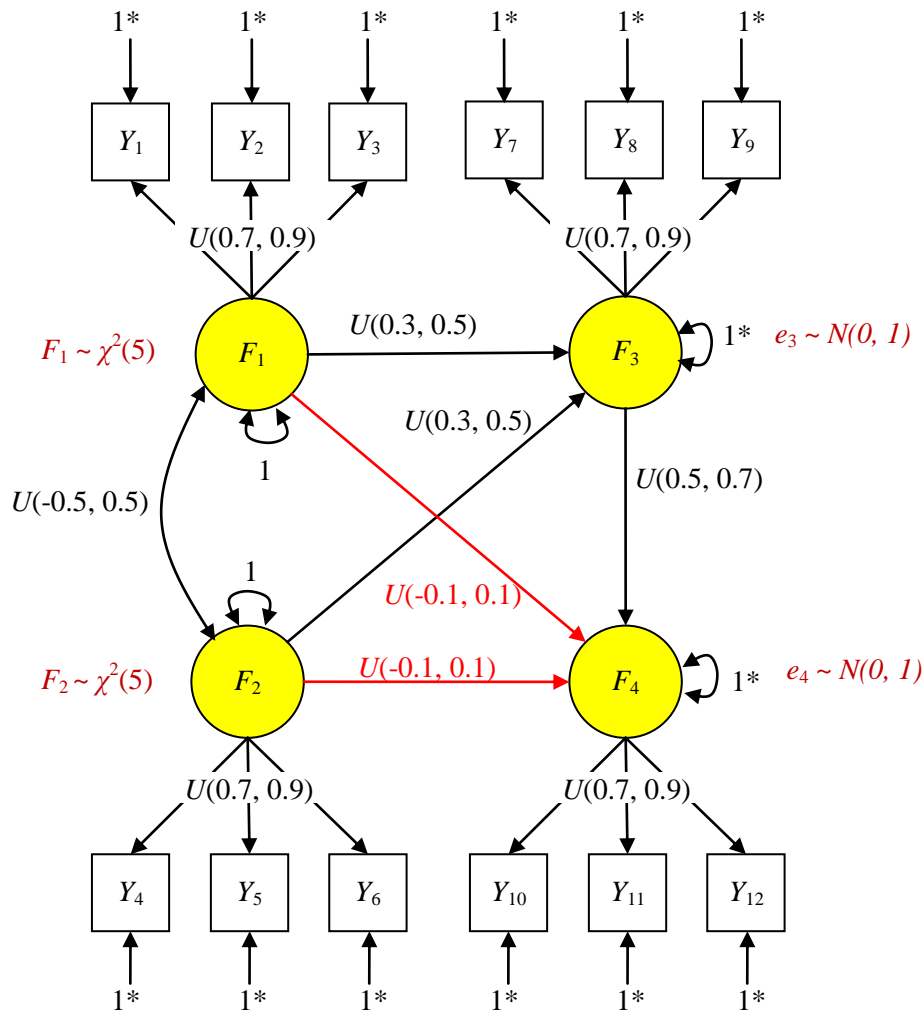 1* 1* 1* 1* 1* 1*
Y₁ Y₂ Y₃ Y₇ Y₈ Y₉
U(0.7, 0.9) U(0.7, 0.9)
U(0.3, 0.5)
F₁ ~ χ²(5) F₁ F₃ 1* e₃ ~ N(0, 1)
U(0.3, 0.5)
1
U(-0.5, 0.5) U(0.5, 0.7)
1
U(-0.1, 0.1)
U(-0.1, 0.1)
F₂ ~ χ²(5) F₂ F₄ 1* e₄ ~ N(0, 1)
U(0.7, 0.9) U(0.7, 0.9)
Y₄ Y₅ Y₆ Y₁₀ Y₁₁ Y₁₂
1* 1* 1* 1* 1* 1*